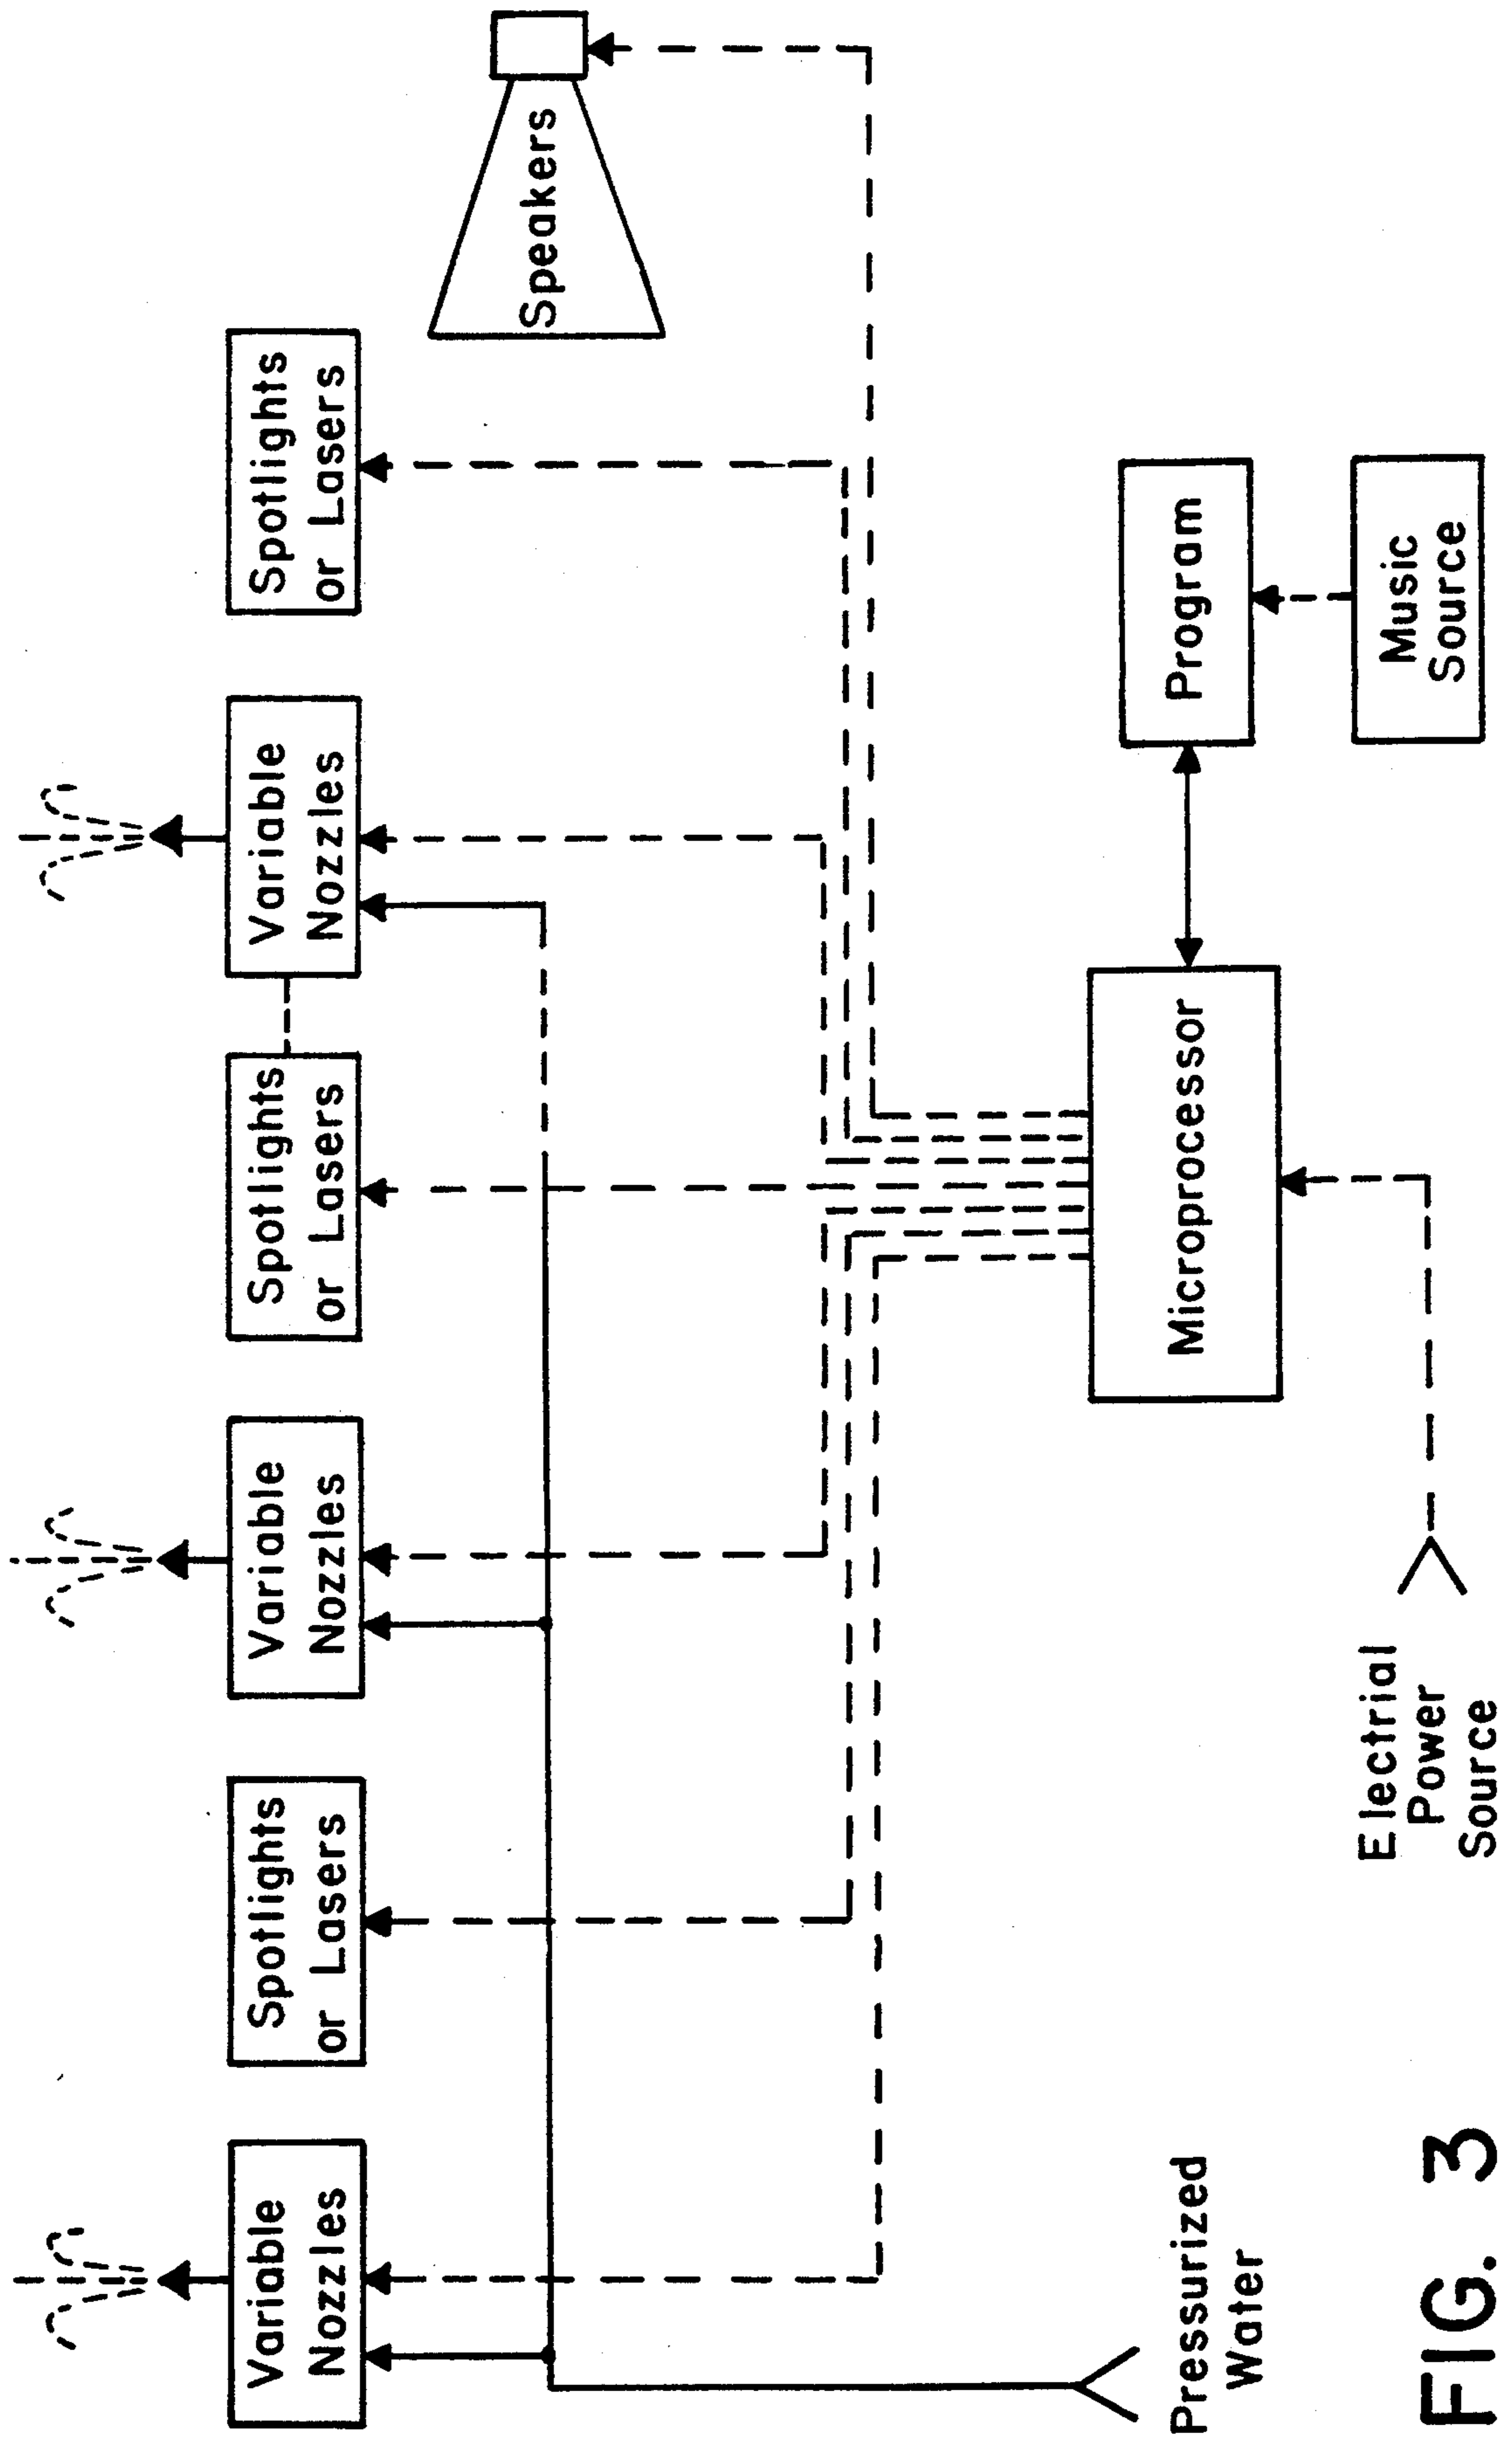 Variable
Nozzles
Spotlights
or Lasers
Variable
Nozzles
Spotlights
or Lasers
Variable
Nozzles
Spotlights
or Lasers
Speakers
Pressurized
Water
Microprocessor
Program
Electrial
Power
Source
Music
Source
FIG. 3